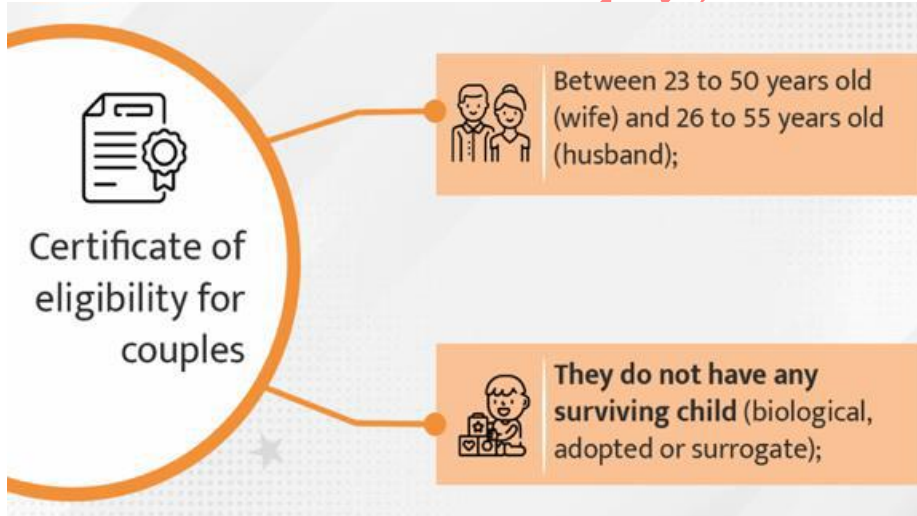 Certificate of
eligibility for
couples
Between 23 to 50 years old
(wife) and 26 to 55 years old
(husband);
They do not have any
surviving child (biological,
adopted or surrogate);